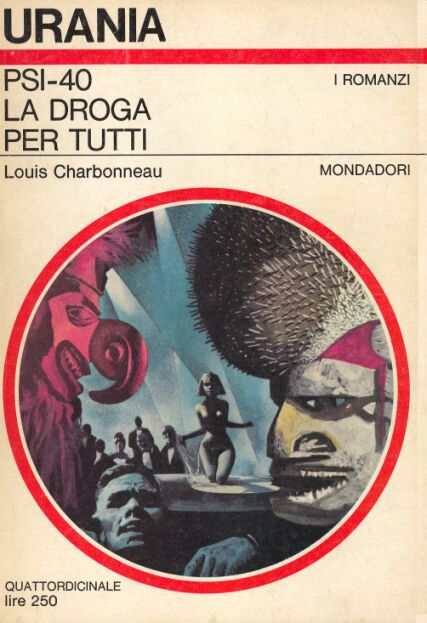 URANIA
PSI-40
LA DROGA
PER TUTTI
I ROMANZI
Louis Charbonneau
MONDADORI
QUATTORDICINALE
lire 250